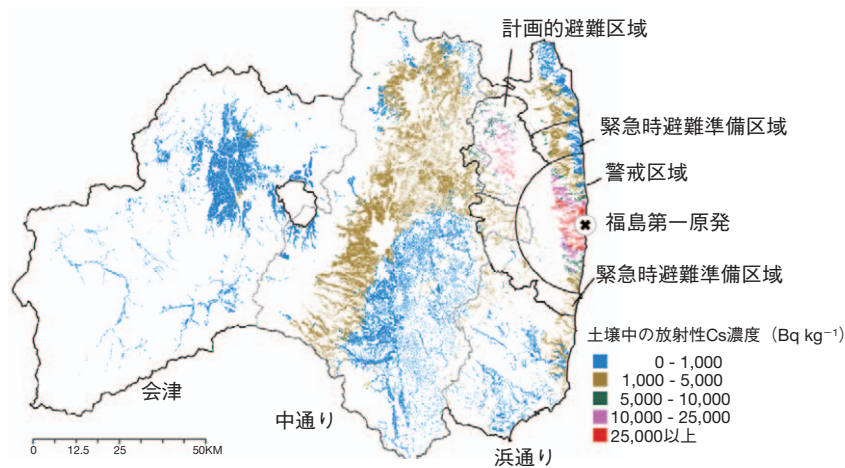 計画的避難区域
緊急時避難準備区域
警戒区域
福島第一原発
緊急時避難準備区域
土壌中の放射性Cs濃度（Bq kg⁻¹）
0 - 1,000
1,000 - 5,000
5,000 - 10,000
10,000 - 25,000
25,000以上
会津
中通り
浜通り
0 12.5 25 50KM